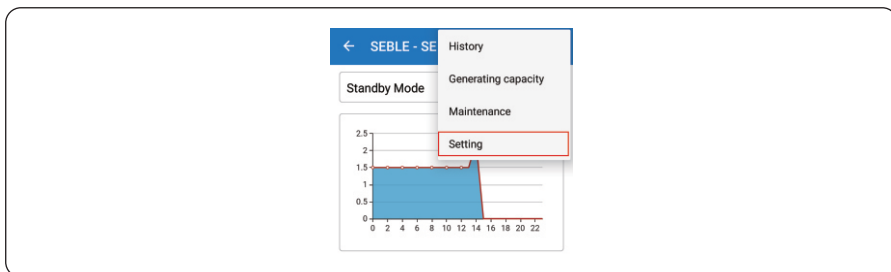 ← SEBLE - SE
History
Generating capacity
Maintenance
Setting
Standby Mode
2.5
2
1.5
1
0.5
0
0 2 4 6 8 10 12 14 16 18 20 22